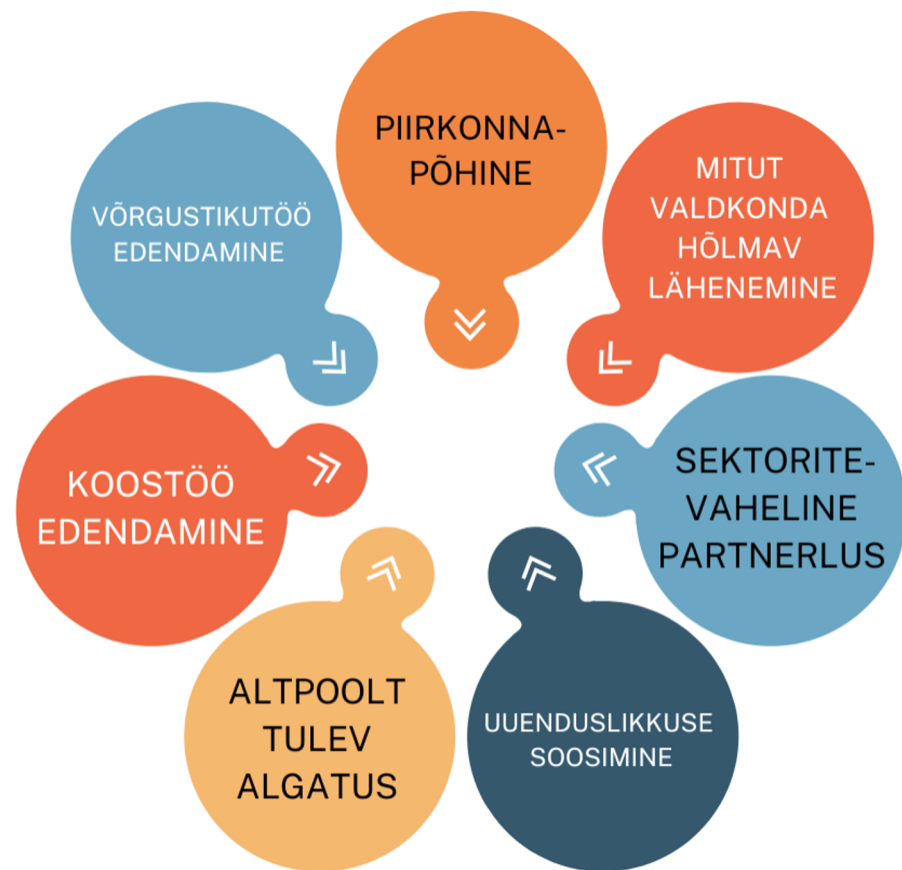 PIIRKONNA-
PÕHINE
MITUT
VALDKONDA
HÕLMAV
LÄHENEMINE
SEKTORITE-
VAHELINE
PARTNERLUS
UUENDUSLIKKUSE
SOOSIMINE
ALTPOOLT
TULEV
ALGATUS
KOOSTÖÖ
EDENDAMINE
VÕRGUSTIKUTÖÖ
EDENDAMINE